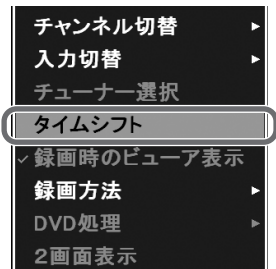 チャンネル切替
入力切替
チューナー選択
タイムシフト
✓録画時のビューア表示
録画方法
DVD処理
2画面表示